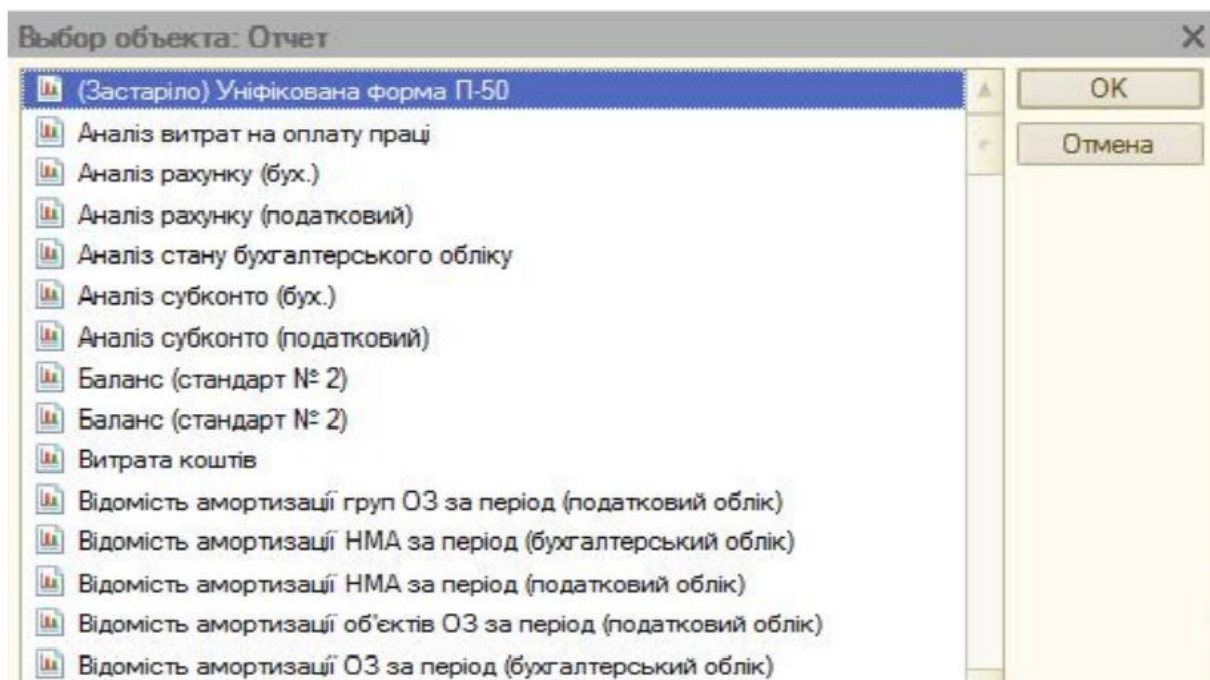 Выбор объекта: Отчет
(Застаріло) Уніфікована форма П-50
ОК
Аналіз витрат на оплату праці
Отмена
Аналіз рахунку (бух.)
Аналіз рахунку (податковий)
Аналіз стану бухгалтерського обліку
Аналіз субконто (бух.)
Аналіз субконто (податковий)
Баланс (стандарт № 2)
Баланс (стандарт № 2)
Витрата коштів
Відомість амортизації груп ОЗ за період (податковий облік)
Відомість амортизації НМА за період (бухгалтерський облік)
Відомість амортизації НМА за період (податковий облік)
Відомість амортизації об'єктів ОЗ за період (податковий облік)
Відомість амортизації ОЗ за період (бухгалтерський облік)